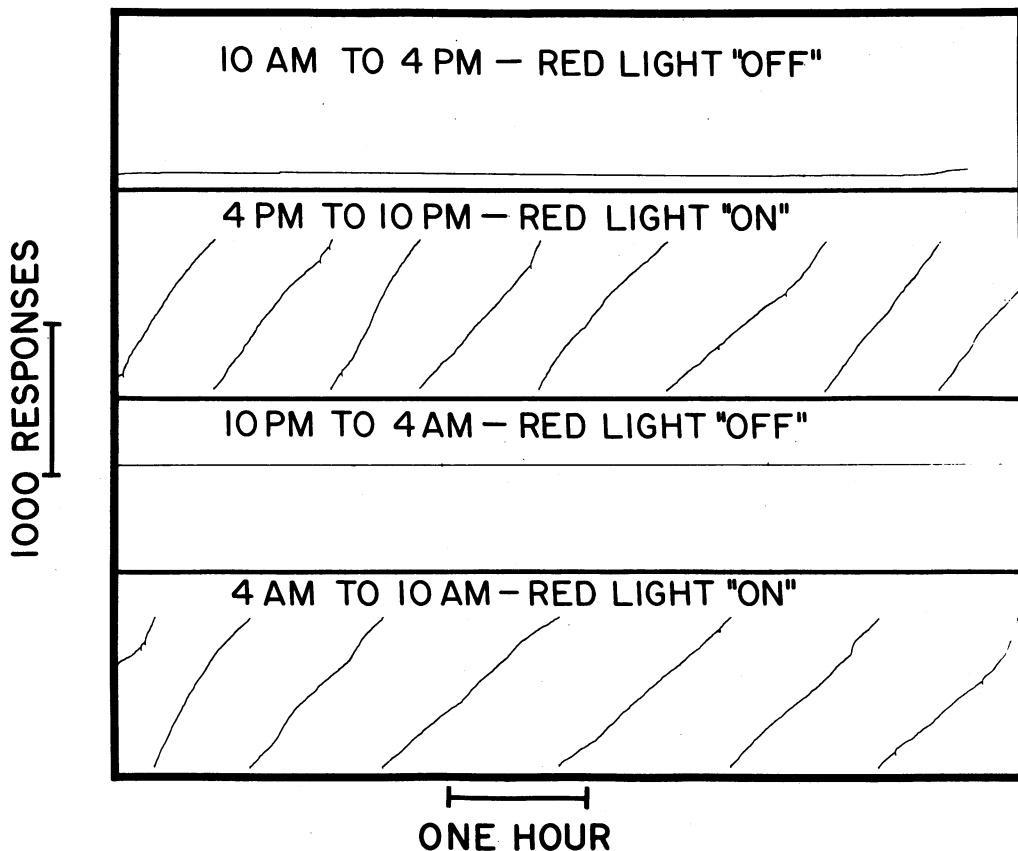 10 AM TO 4 PM — RED LIGHT "OFF"
4 PM TO 10 PM — RED LIGHT "ON"
1000 RESPONSES
10 PM TO 4 AM — RED LIGHT "OFF"
4 AM TO 10 AM — RED LIGHT "ON"
ONE HOUR